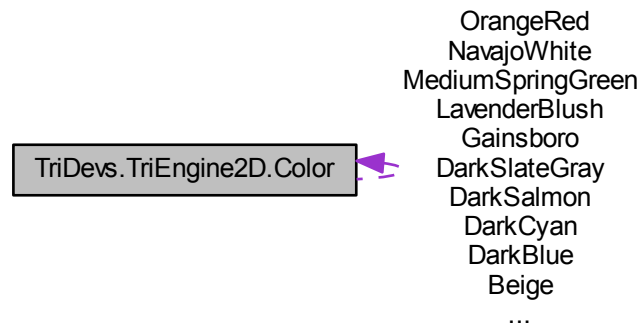 OrangeRed
NavajoWhite
MediumSpringGreen
LavenderBlush
Gainsboro
TriDevs.TriEngine2D.Color
DarkSlateGray
DarkSalmon
DarkCyan
DarkBlue
Beige
...